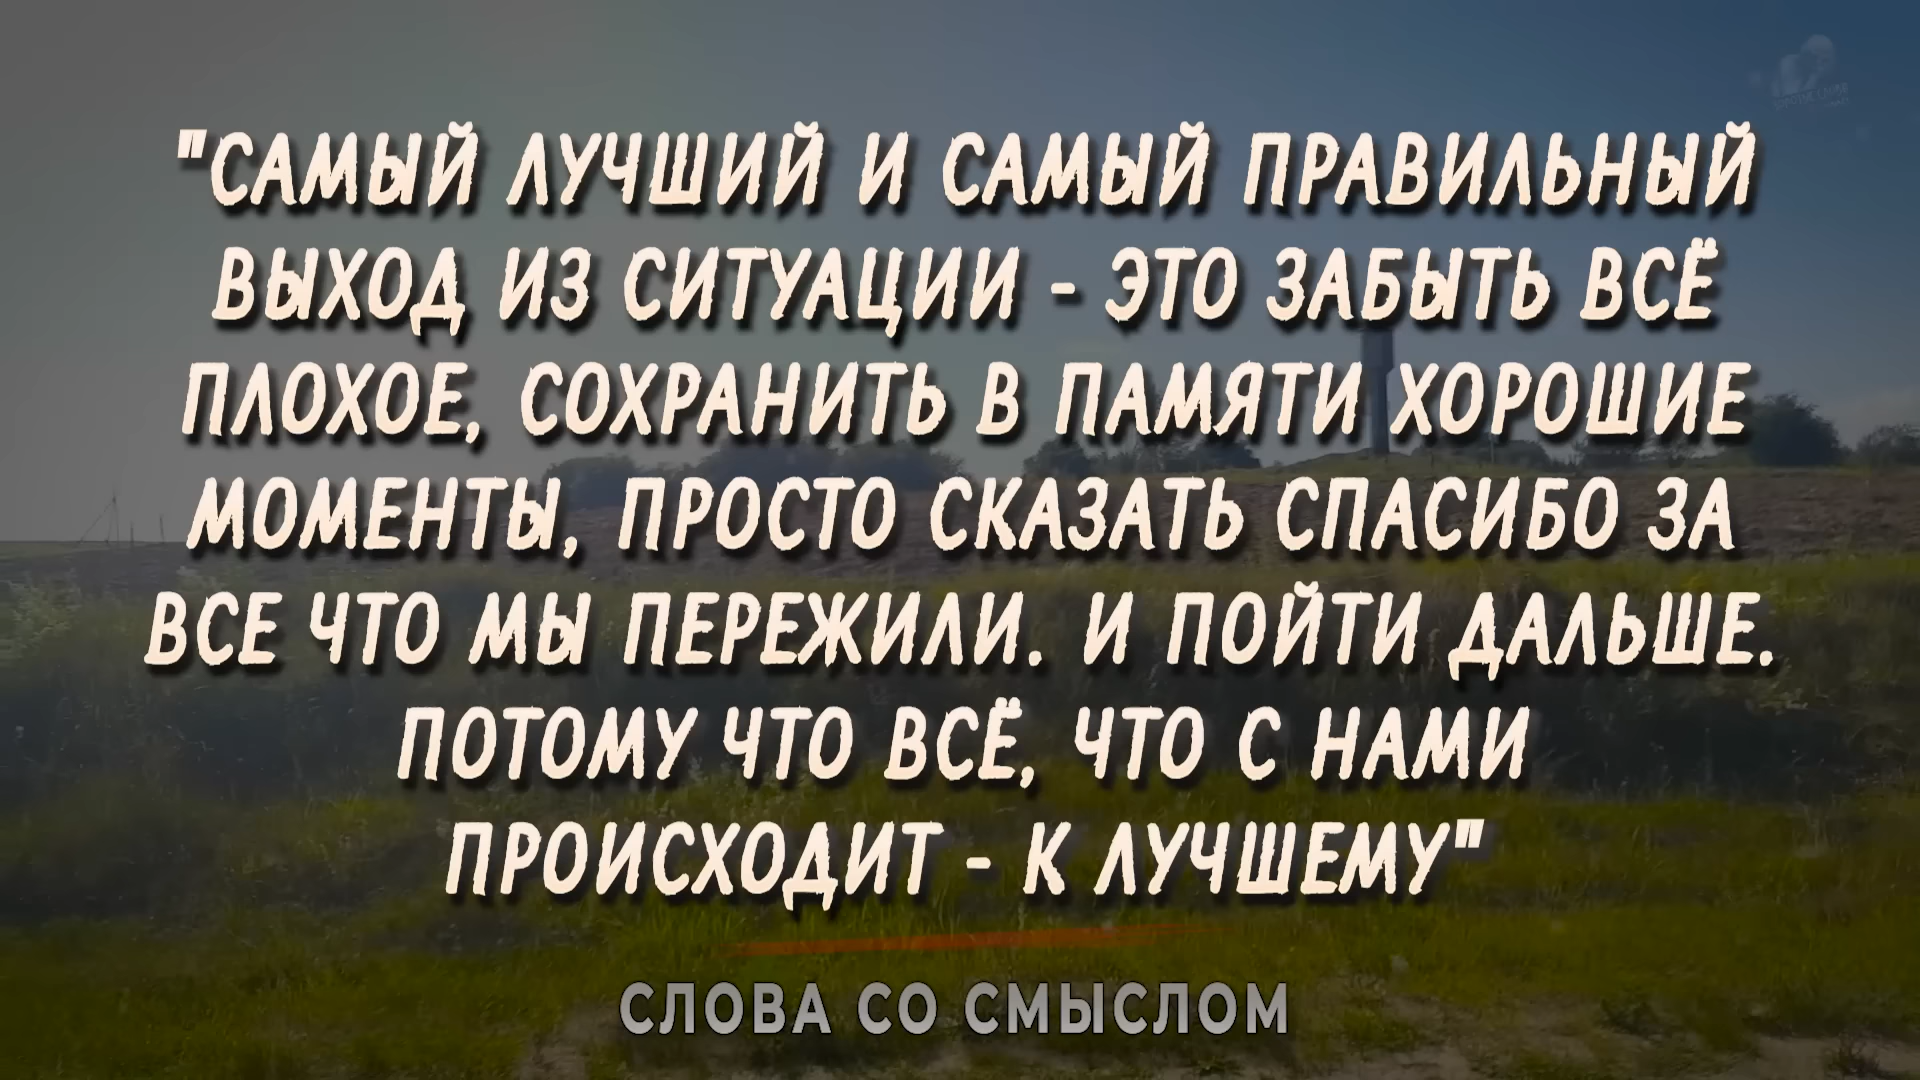 "САМЫЙ ЛУЧШИЙ И САМЫЙ ПРАВИЛЬНЫЙ
ВЫХОД ИЗ СИТУАЦИИ - ЭТО ЗАБЫТЬ ВСЁ
ПЛОХОЕ, СОХРАНИТЬ В ПАМЯТИ ХОРОШИЕ
МОМЕНТЫ, ПРОСТО СКАЗАТЬ СПАСИБО ЗА
ВСЕ ЧТО МЫ ПЕРЕЖИЛИ. И ПОЙТИ ДАЛЬШЕ.
ПОТОМУ ЧТО ВСЁ, ЧТО С НАМИ
ПРОИСХОДИТ - К ЛУЧШЕМУ"
СЛОВА СО СМЫСЛОМ